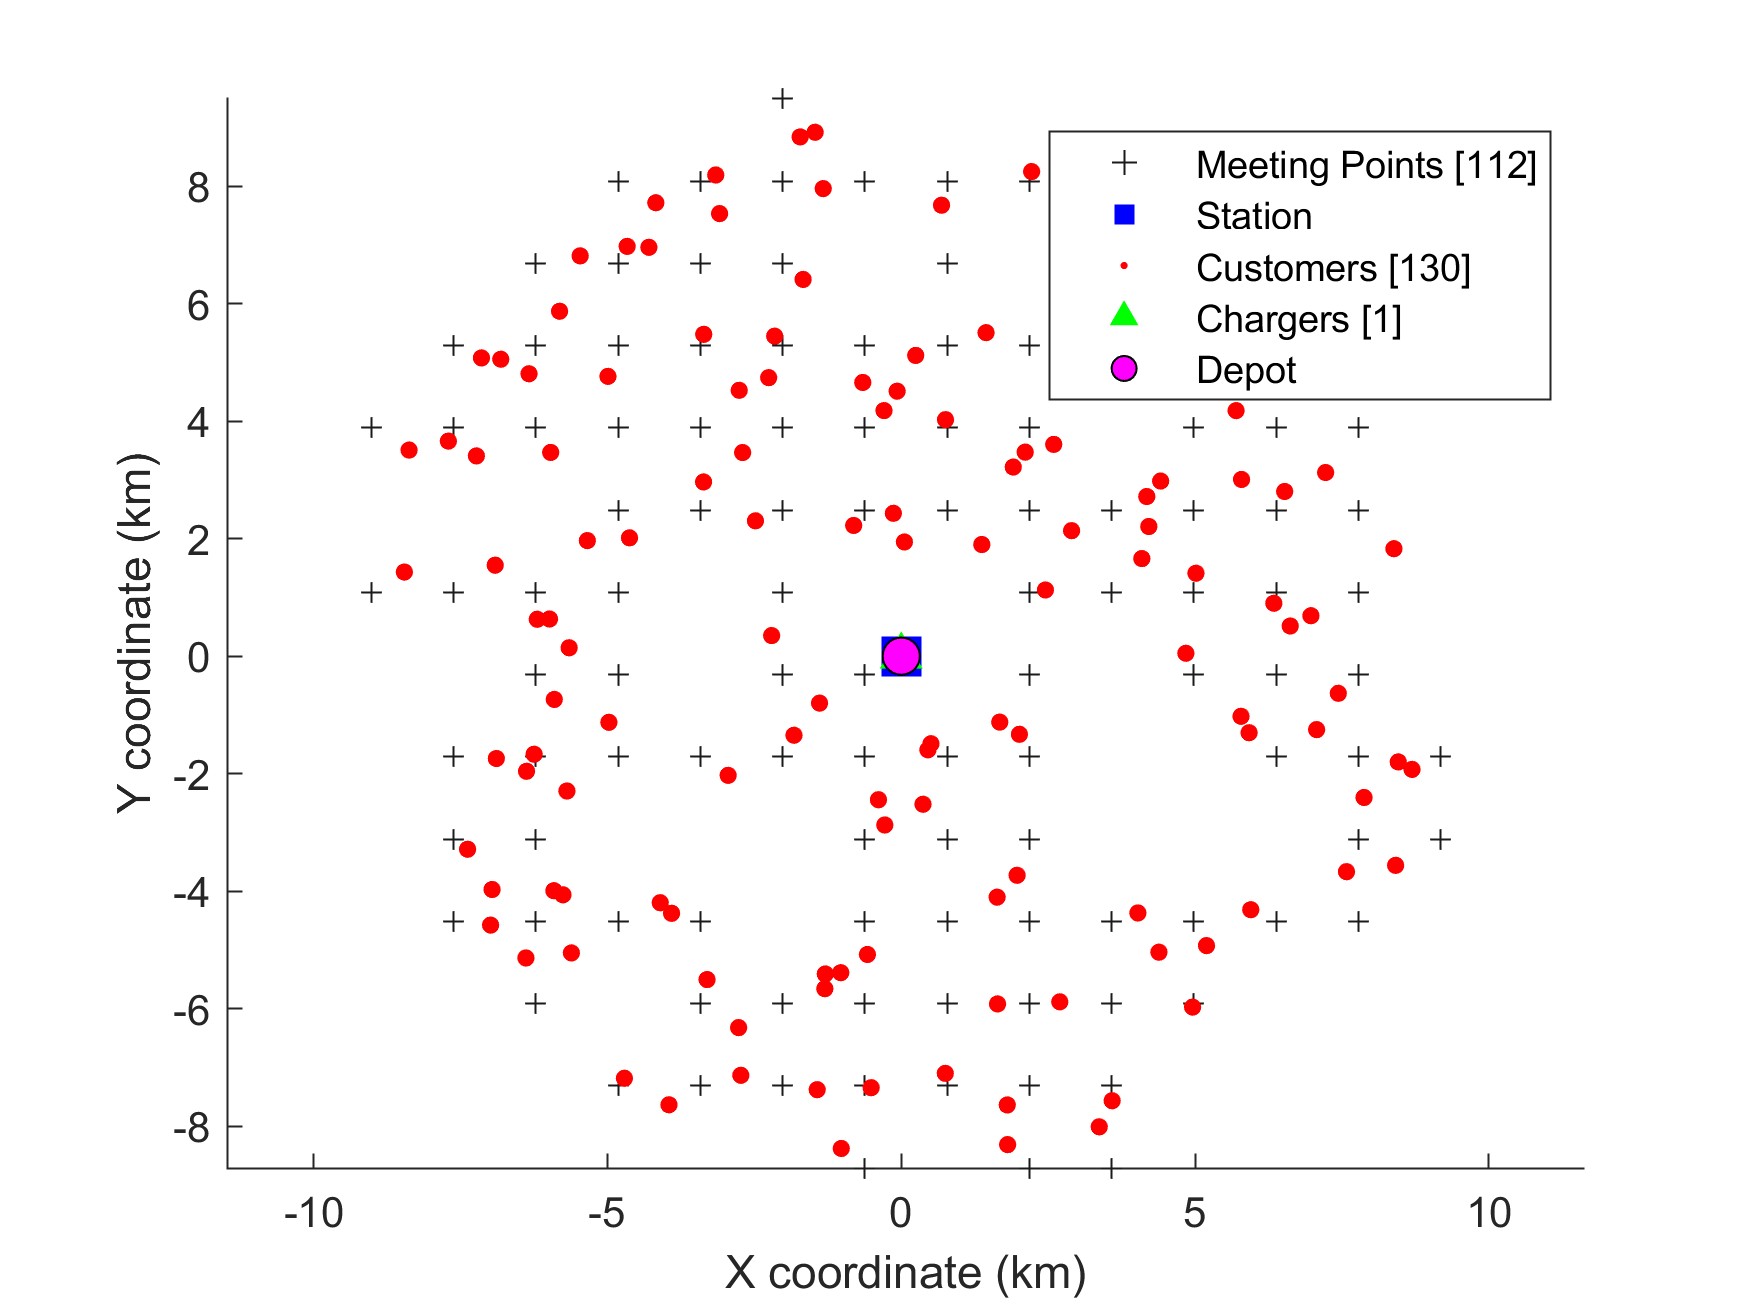 Meeting Points [112]
Station
Customers [130]
Chargers [1]
Depot
8
6
4
2
0
-2
-4
-6
-8
Y coordinate (km)
-10 -5 0 5 10
X coordinate (km)